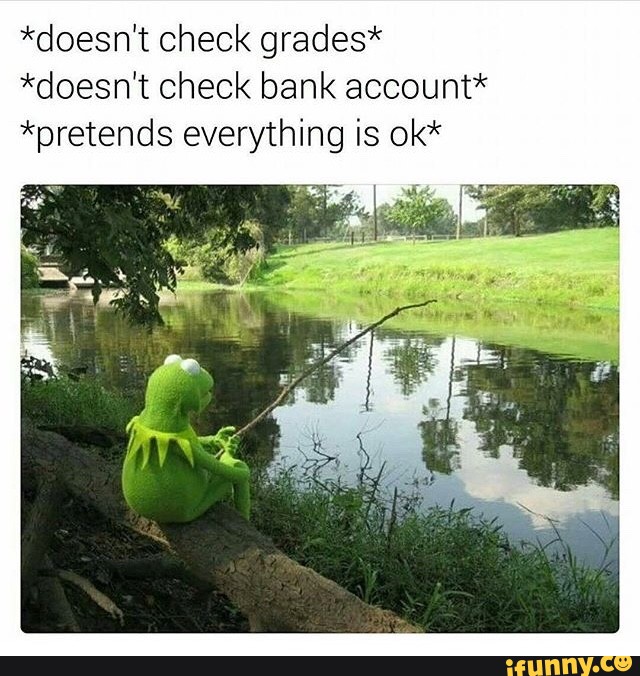 *doesn't check grades*
*doesn't check bank account*
*pretends everything is ok*
ifunny.co